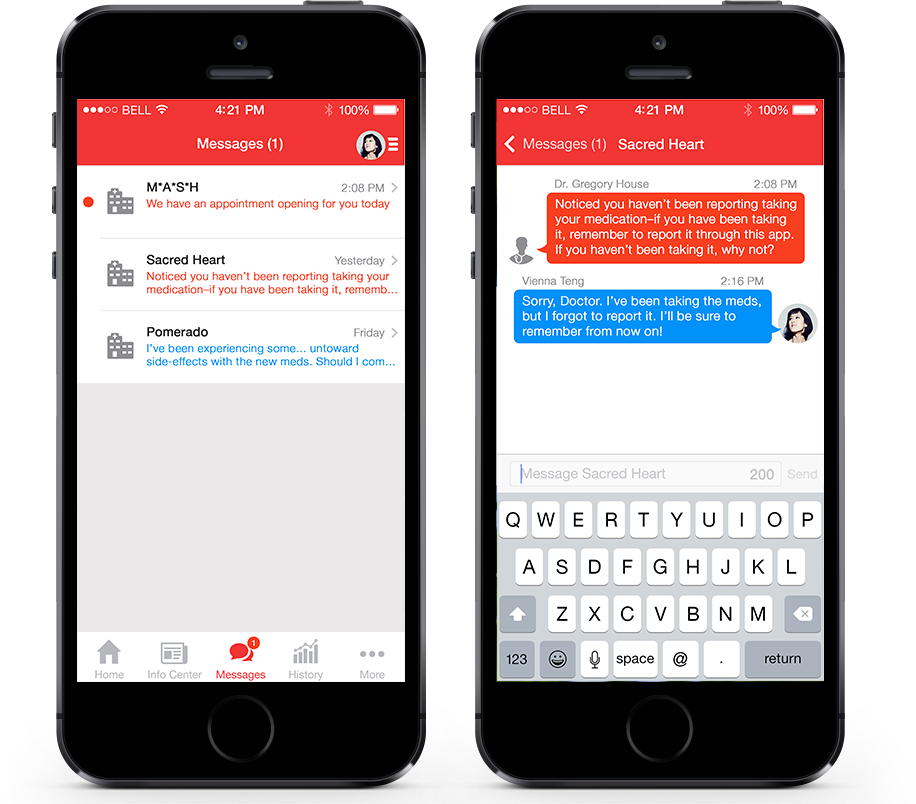 BELL 4:21 PM 100%
Messages (1)
M*A*S*H 2:08 PM
We have an appointment opening for you today
Sacred Heart Yesterday
Noticed you haven't been reporting taking your
medication–if you have been taking it, rememb...
Pomerado Friday
I've been experiencing some... untoward
side-effects with the new meds. Should I com...
1
Home Info Center Messages History More
BELL 4:21 PM 100%
Messages (1) Sacred Heart
Dr. Gregory House 2:08 PM
Noticed you haven't been reporting taking
your medication–if you have been taking
it, remember to report it through this app.
If you haven't been taking it, why not?
Vienna Teng 2:16 PM
Sorry, Doctor. I've been taking the meds,
but I forgot to report it. I'll be sure to
remember from now on!
Message Sacred Heart 200 Send
Q W E R T Y U I O P
A S D F G H J K L
Z X C V B N M
123 space @ . return